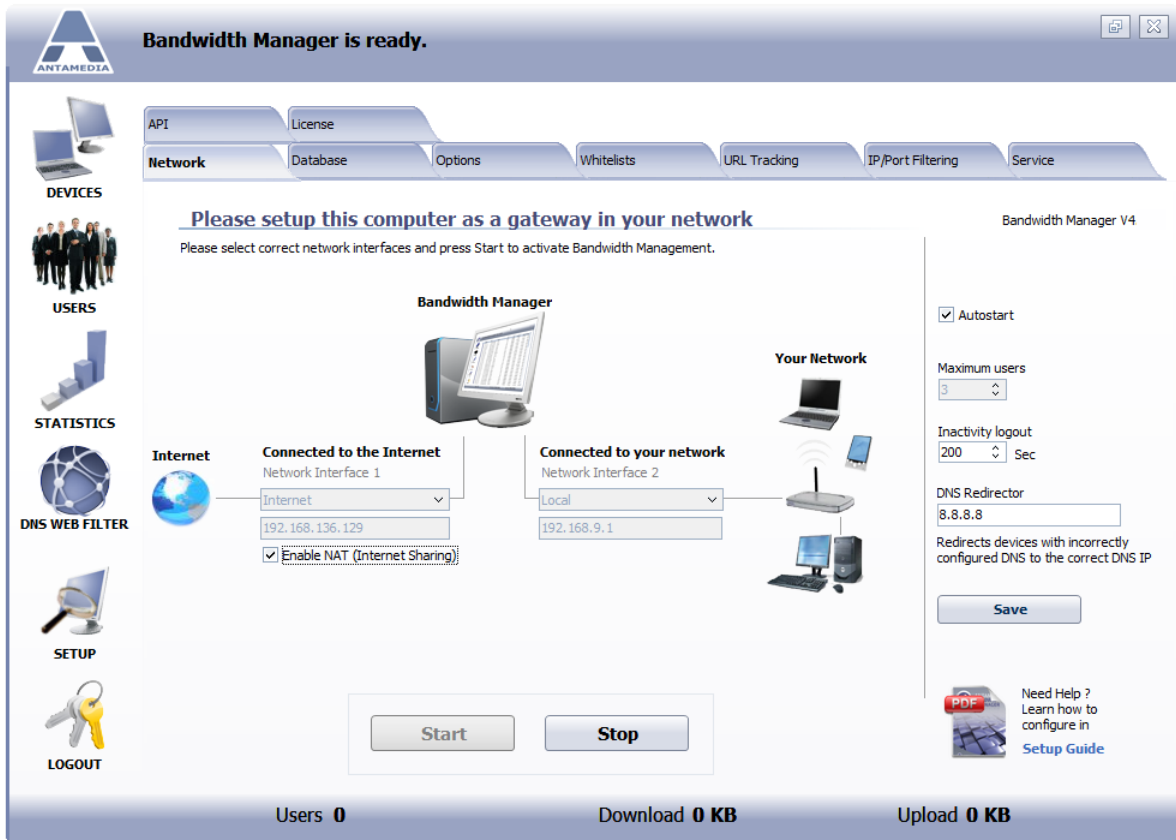 ANTAMEDIA
Bandwidth Manager is ready.
DEVICES
USERS
STATISTICS
DNS WEB FILTER
SETUP
LOGOUT
API
License
Network
Database
Options
Whitelists
URL Tracking
IP/Port Filtering
Service
Please setup this computer as a gateway in your network
Bandwidth Manager V4
Please select correct network interfaces and press Start to activate Bandwidth Management.
Bandwidth Manager
Your Network
Internet
Connected to the Internet
Network Interface 1
Internet
192.168.136.129
Enable NAT (Internet Sharing)
Connected to your network
Network Interface 2
Local
192.168.9.1
Autostart
Maximum users
3
Inactivity logout
200 Sec
DNS Redirector
8.8.8.8
Redirects devices with incorrectly
configured DNS to the correct DNS IP
Save
PDF
Need Help ?
Learn how to
configure in
Setup Guide
Start
Stop
Users 0
Download 0 KB
Upload 0 KB